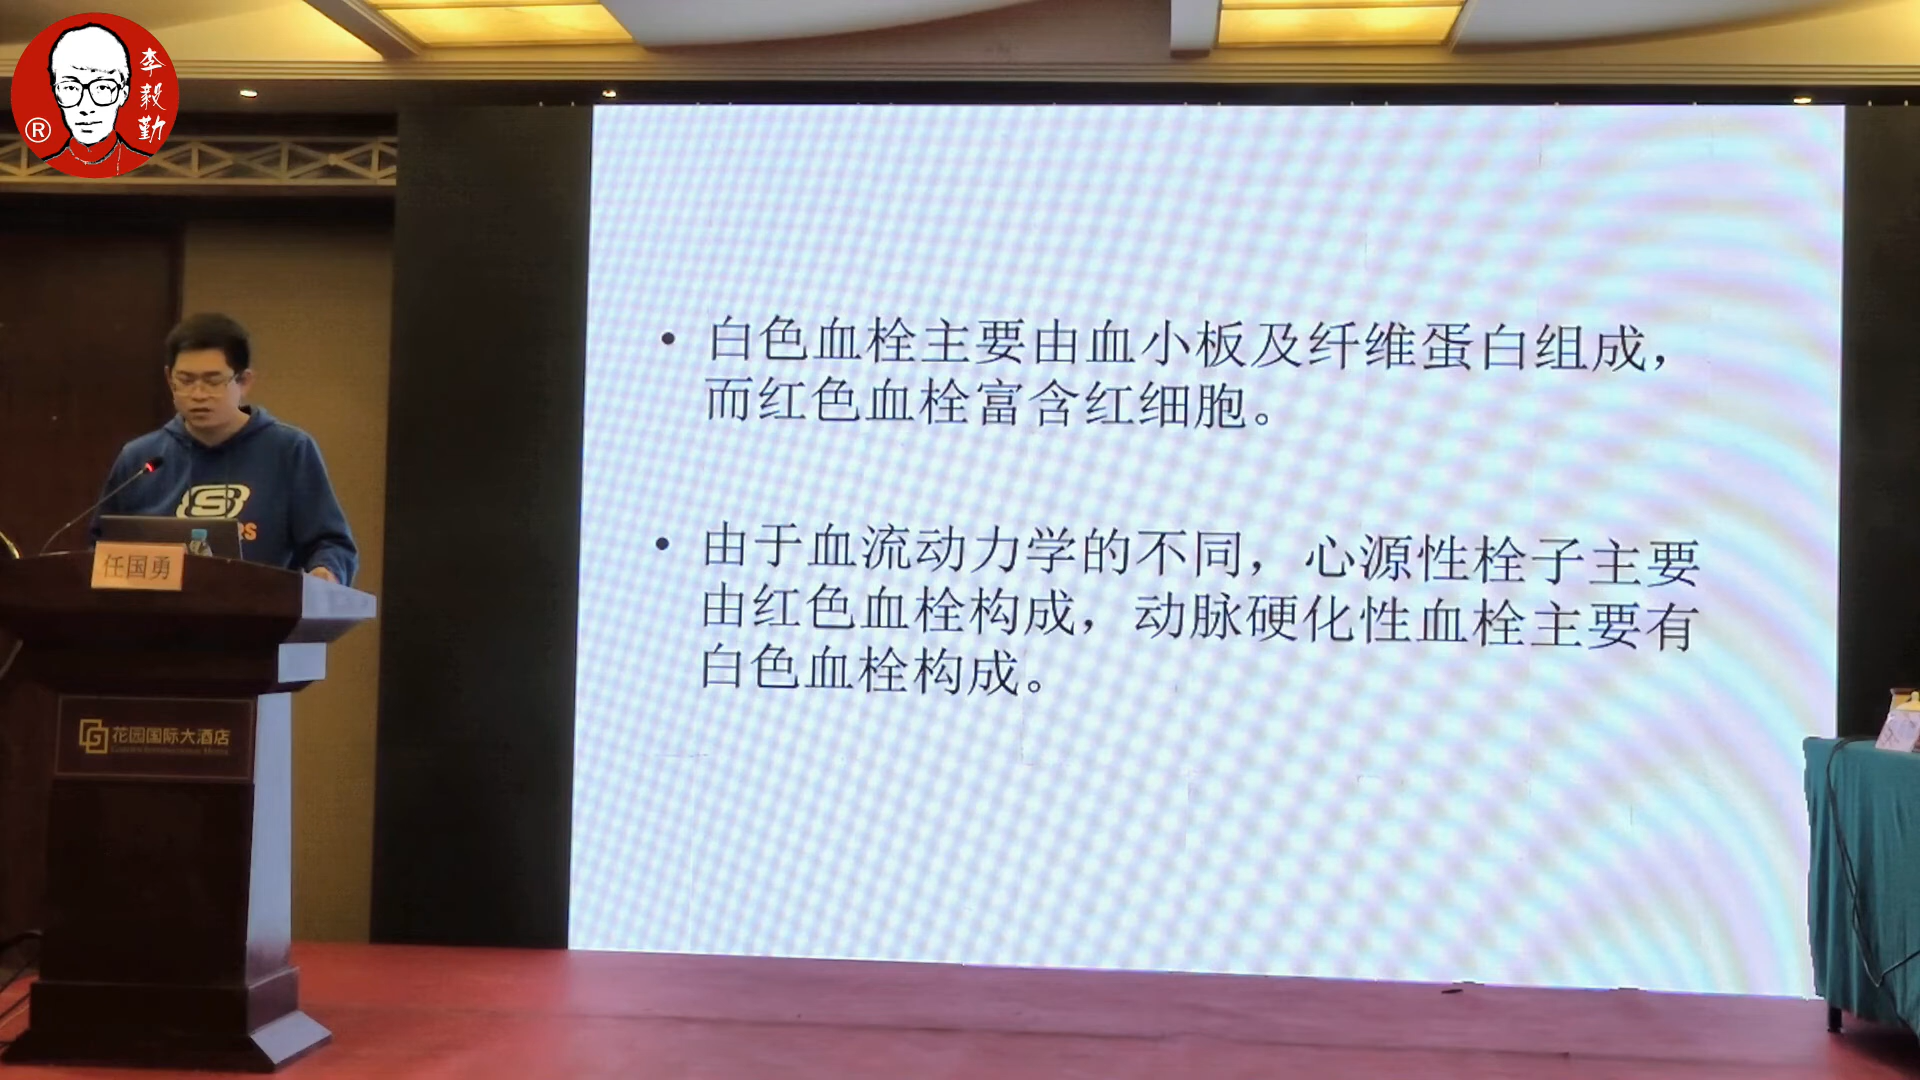 李毅勤
®
• 白色血栓主要由血小板及纤维蛋白组成，
而红色血栓富含红细胞。
• 由于血流动力学的不同，心源性栓子主要
由红色血栓构成，动脉硬化性血栓主要有
白色血栓构成。
S
RS
任国勇
G 花园国际大酒店